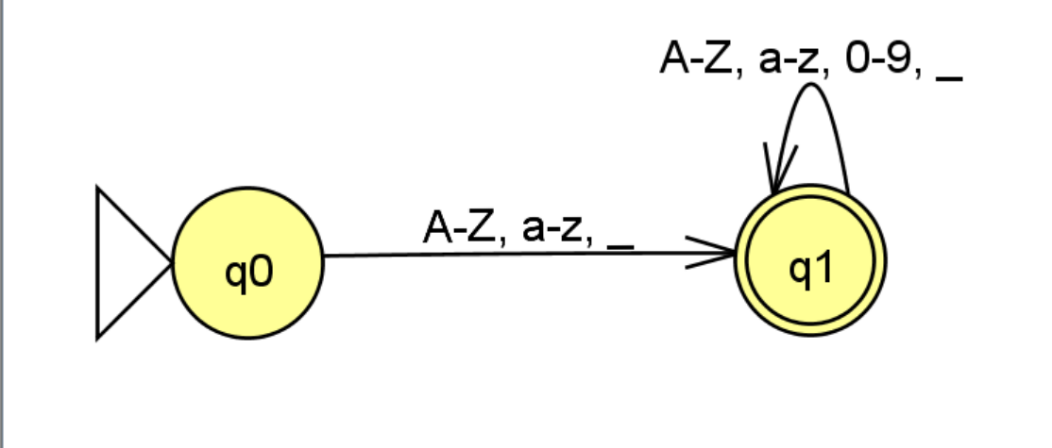 A-Z, a-z, 0-9, _
A-Z, a-z, _
q0
q1